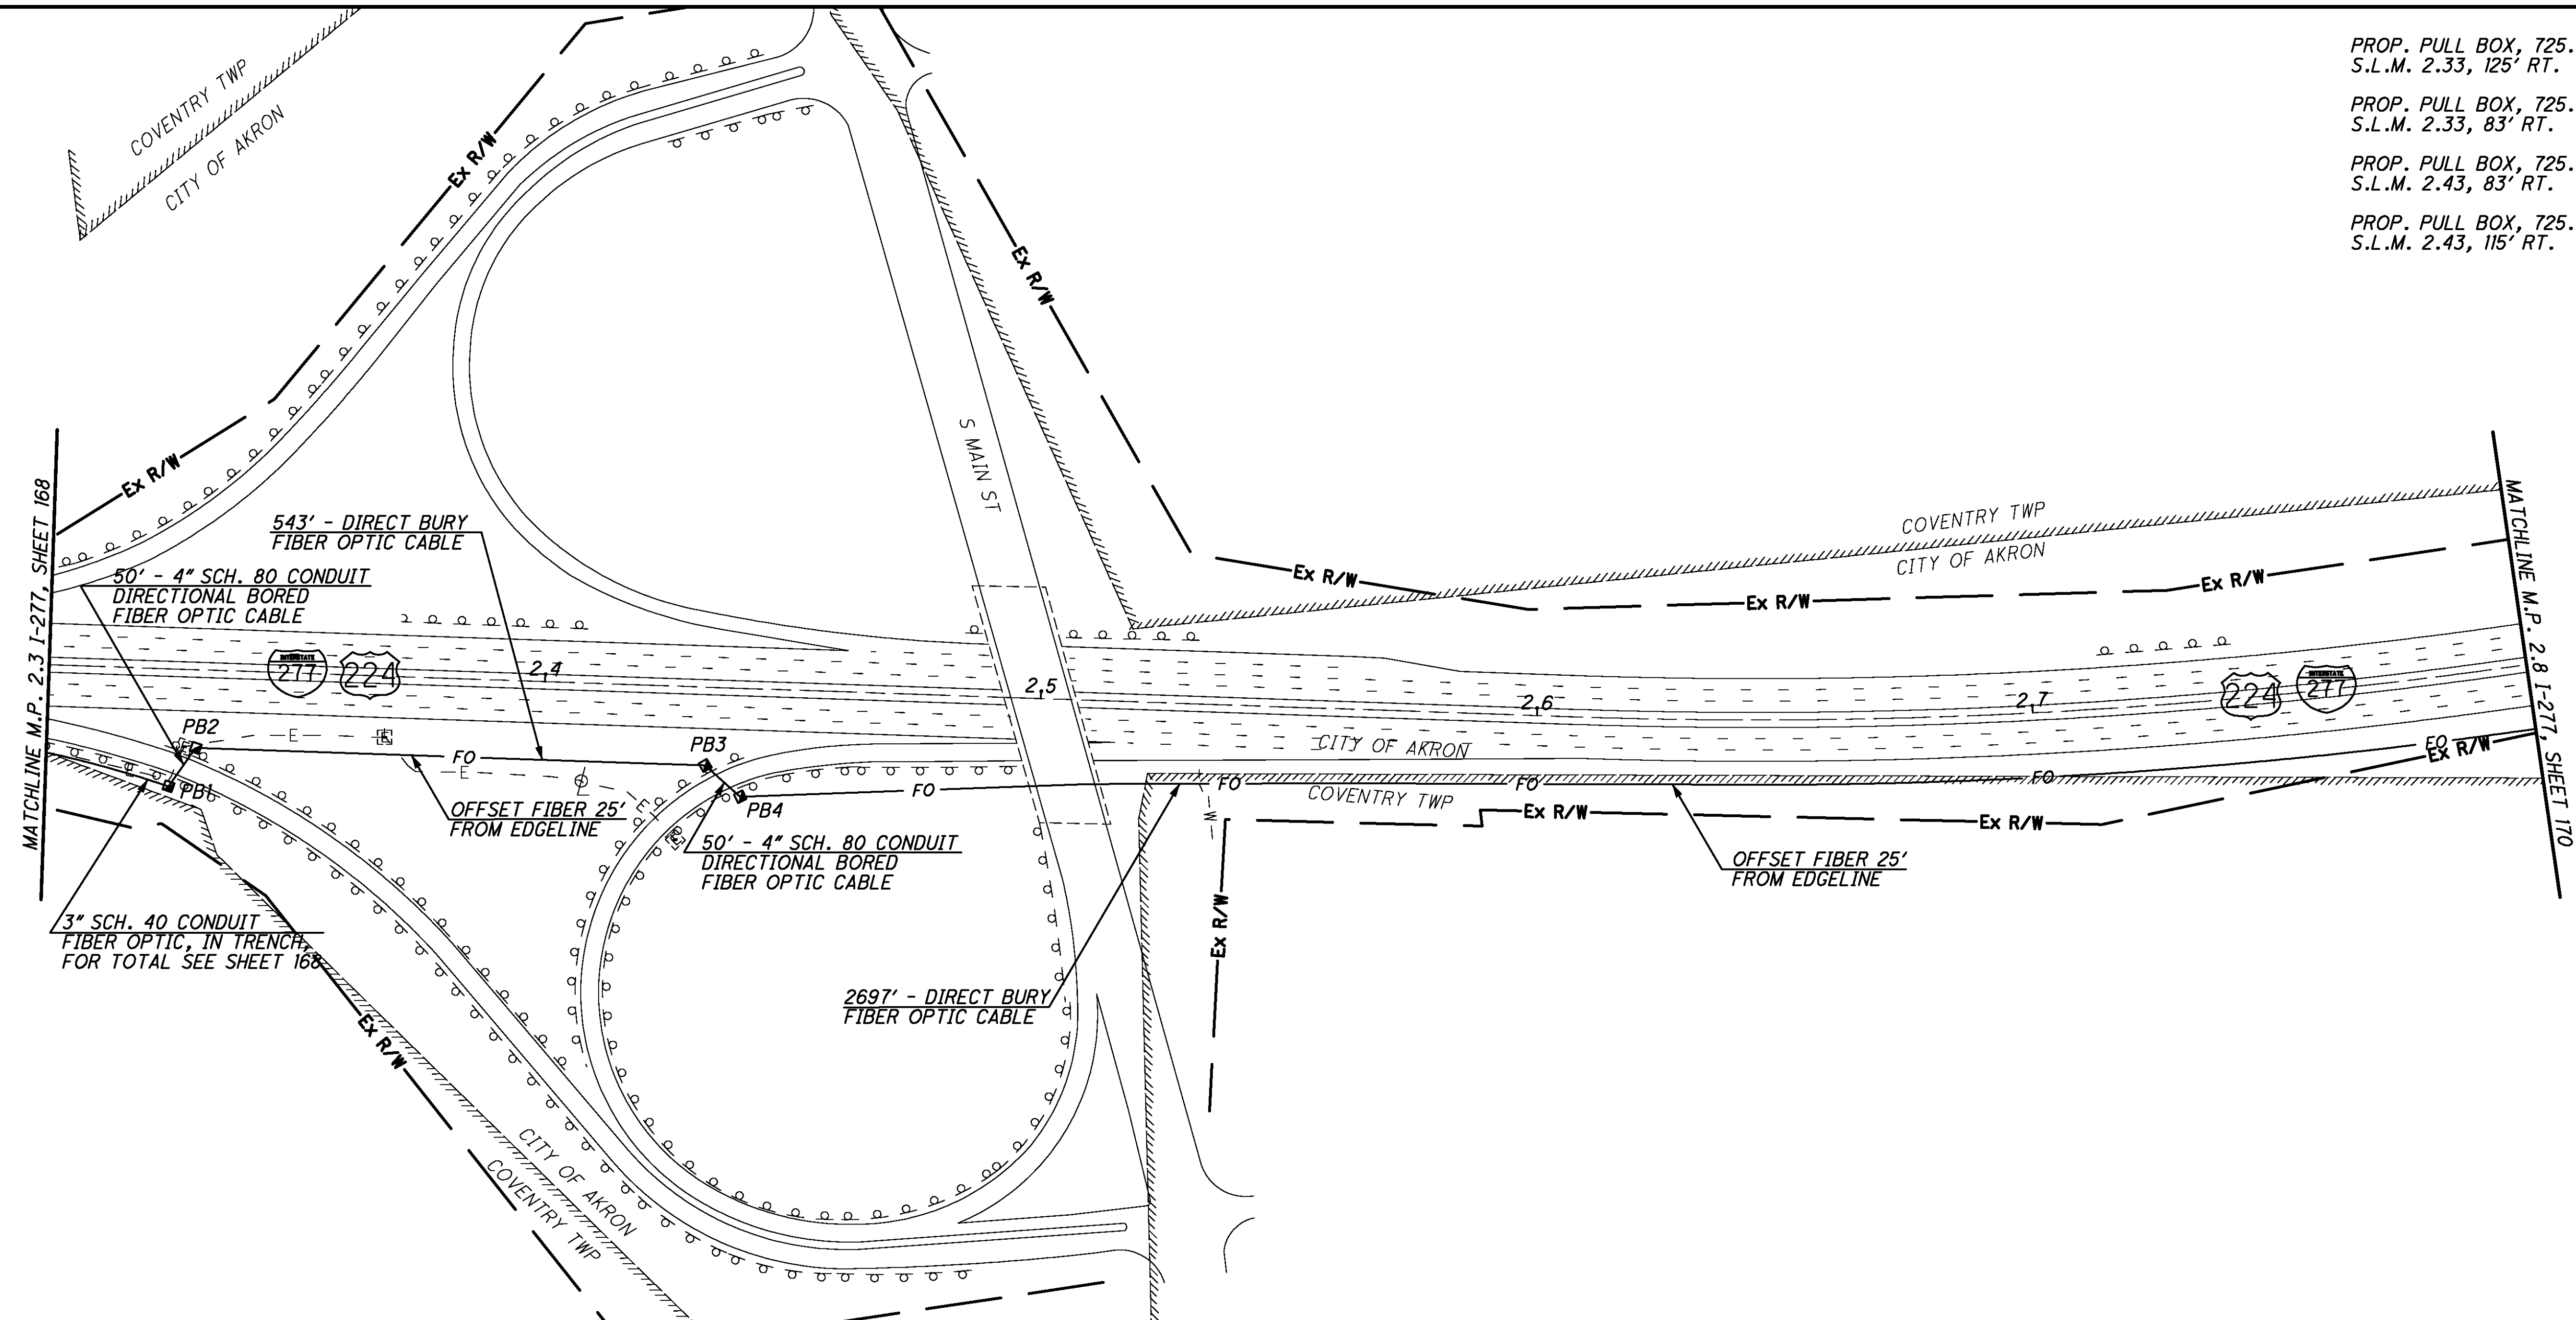 PROP. PULL BOX, 725.
S.L.M. 2.33, 125' RT.
PROP. PULL BOX, 725.
S.L.M. 2.33, 83' RT.
PROP. PULL BOX, 725.
S.L.M. 2.43, 83' RT.
PROP. PULL BOX, 725.
S.L.M. 2.43, 115' RT.
COVENTRY TWP
CITY OF AKRON
Ex R/W
Ex R/W
Ex R/W
S MAIN ST
MATCHLINE M.P. 2.3 I-277, SHEET 168
543' - DIRECT BURY
FIBER OPTIC CABLE
50' - 4" SCH. 80 CONDUIT
DIRECTIONAL BORED
FIBER OPTIC CABLE
COVENTRY TWP
CITY OF AKRON
Ex R/W
Ex R/W
Ex R/W
MATCHLINE M.P. 2.8 I-277, SHEET 170
INTERSTATE
277
224
2.4
2.5
2.6
2.7
224
INTERSTATE
277
PB2
E
FO
E
PB3
E
PB1
E
PB4
FO
CITY OF AKRON
FO
FO
FO
FO
Ex R/W
COVENTRY TWP
W
Ex R/W
Ex R/W
OFFSET FIBER 25'
FROM EDGELINE
50' - 4" SCH. 80 CONDUIT
DIRECTIONAL BORED
FIBER OPTIC CABLE
OFFSET FIBER 25'
FROM EDGELINE
3" SCH. 40 CONDUIT
FIBER OPTIC, IN TRENCH,
FOR TOTAL SEE SHEET 168
Ex R/W
2697' - DIRECT BURY
FIBER OPTIC CABLE
Ex R/W
CITY OF AKRON
COVENTRY TWP